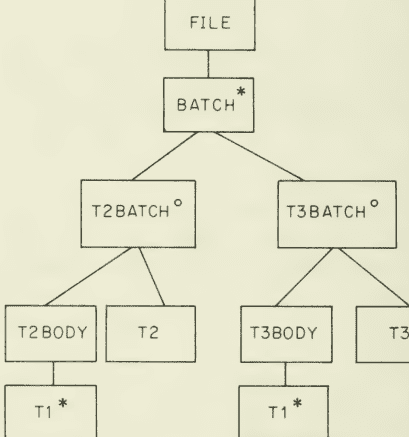 FILE
BATCH*
T2BATCH° T3BATCH°
T2BODY T2 T3BODY T3
T1* T1*